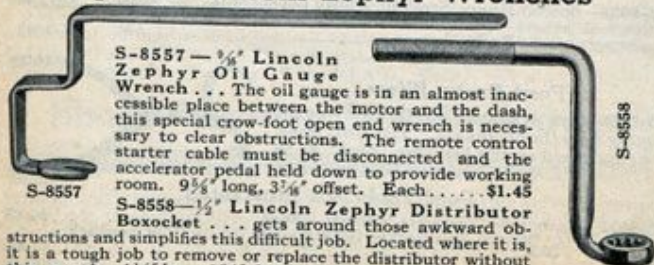 Zephyr Wrenches
S-8557 — 9/16" Lincoln
Zephyr Oil Gauge
Wrench . . . The oil gauge is in an almost inac-
cessible place between the motor and the dash,
this special crow-foot open end wrench is neces-
sary to clear obstructions. The remote control
starter cable must be disconnected and the
accelerator pedal held down to provide working
room. 9⅝" long, offset. Each......$1.45
S-8557
S-8558
S-8558—½" Lincoln Zephyr Distributor
Boxocket . . . gets around those awkward ob-
structions and simplifies this difficult job. Located where it is,
it is a tough job to remove or replace the distributor without